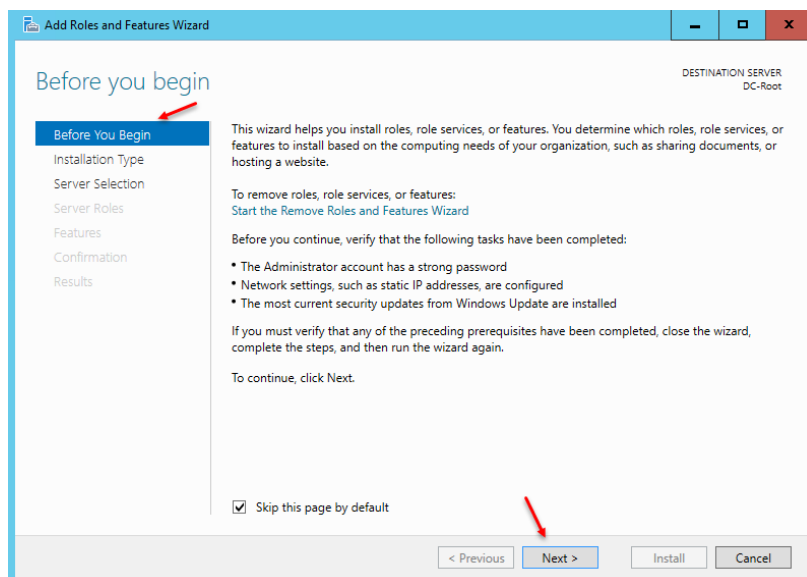 Add Roles and Features Wizard
Before you begin
DESTINATION SERVER
DC-Root
Before You Begin
Installation Type
Server Selection
Server Roles
Features
Confirmation
Results
This wizard helps you install roles, role services, or features. You determine which roles, role services, or
features to install based on the computing needs of your organization, such as sharing documents, or
hosting a website.
To remove roles, role services, or features:
Start the Remove Roles and Features Wizard
Before you continue, verify that the following tasks have been completed:
• The Administrator account has a strong password
• Network settings, such as static IP addresses, are configured
• The most current security updates from Windows Update are installed
If you must verify that any of the preceding prerequisites have been completed, close the wizard,
complete the steps, and then run the wizard again.
To continue, click Next.
Skip this page by default
< Previous
Next >
Install
Cancel